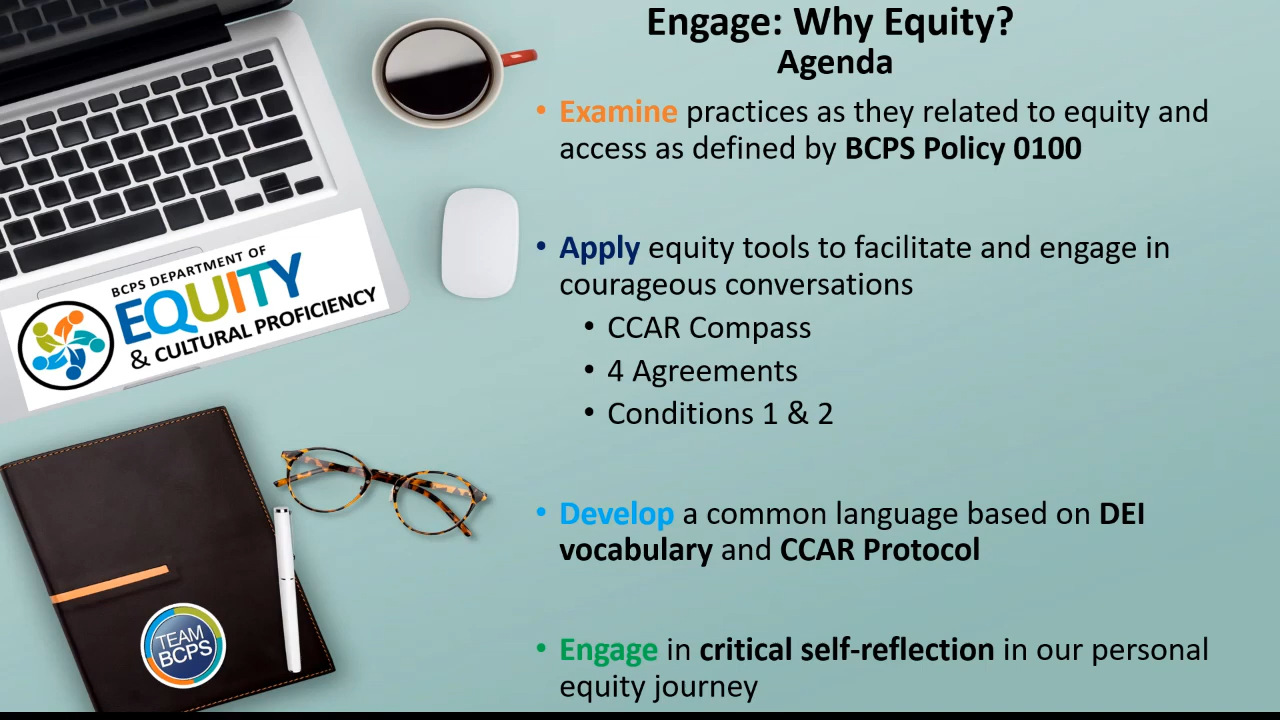 Engage: Why Equity?
Agenda
• Examine practices as they related to equity and
access as defined by BCPS Policy 0100
• Apply equity tools to facilitate and engage in
courageous conversations
• CCAR Compass
• 4 Agreements
• Conditions 1 & 2
• Develop a common language based on DEI
vocabulary and CCAR Protocol
• Engage in critical self-reflection in our personal
equity journey
BCPS DEPARTMENT OF
EQUITY
& CULTURAL PROFICIENCY
TEAM
BCPS